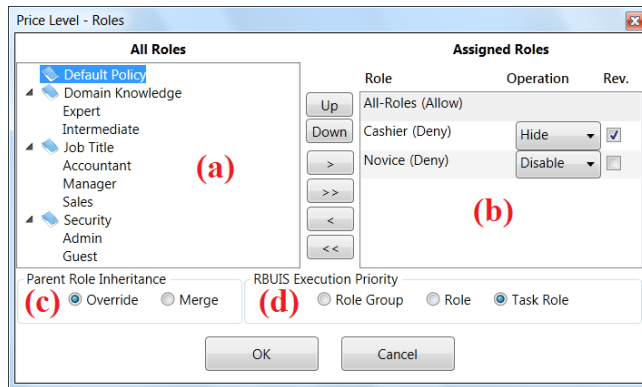 Price Level - Roles
All Roles
Default Policy
Domain Knowledge
Expert
Intermediate
Job Title
Accountant
Manager
Sales
Security
Admin
Guest
(a)
Up
Down
>
>>
<
<<
Assigned Roles
Role Operation Rev.
All-Roles (Allow)
Cashier (Deny) Hide
Novice (Deny) Disable
(b)
Parent Role Inheritance
(c) Override Merge
RBUIS Execution Priority
(d) Role Group Role Task Role
OK Cancel